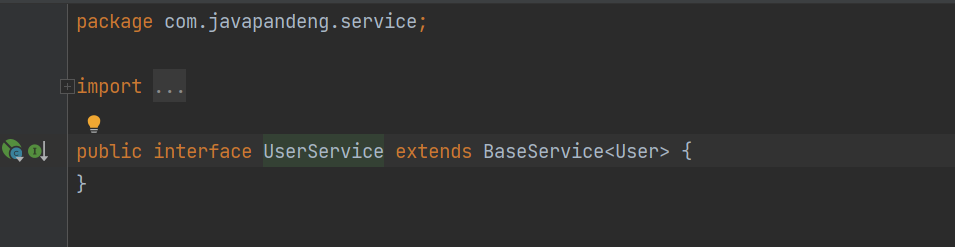 package com.javapandeng.service;
import ...
public interface UserService extends BaseService<User> {
}